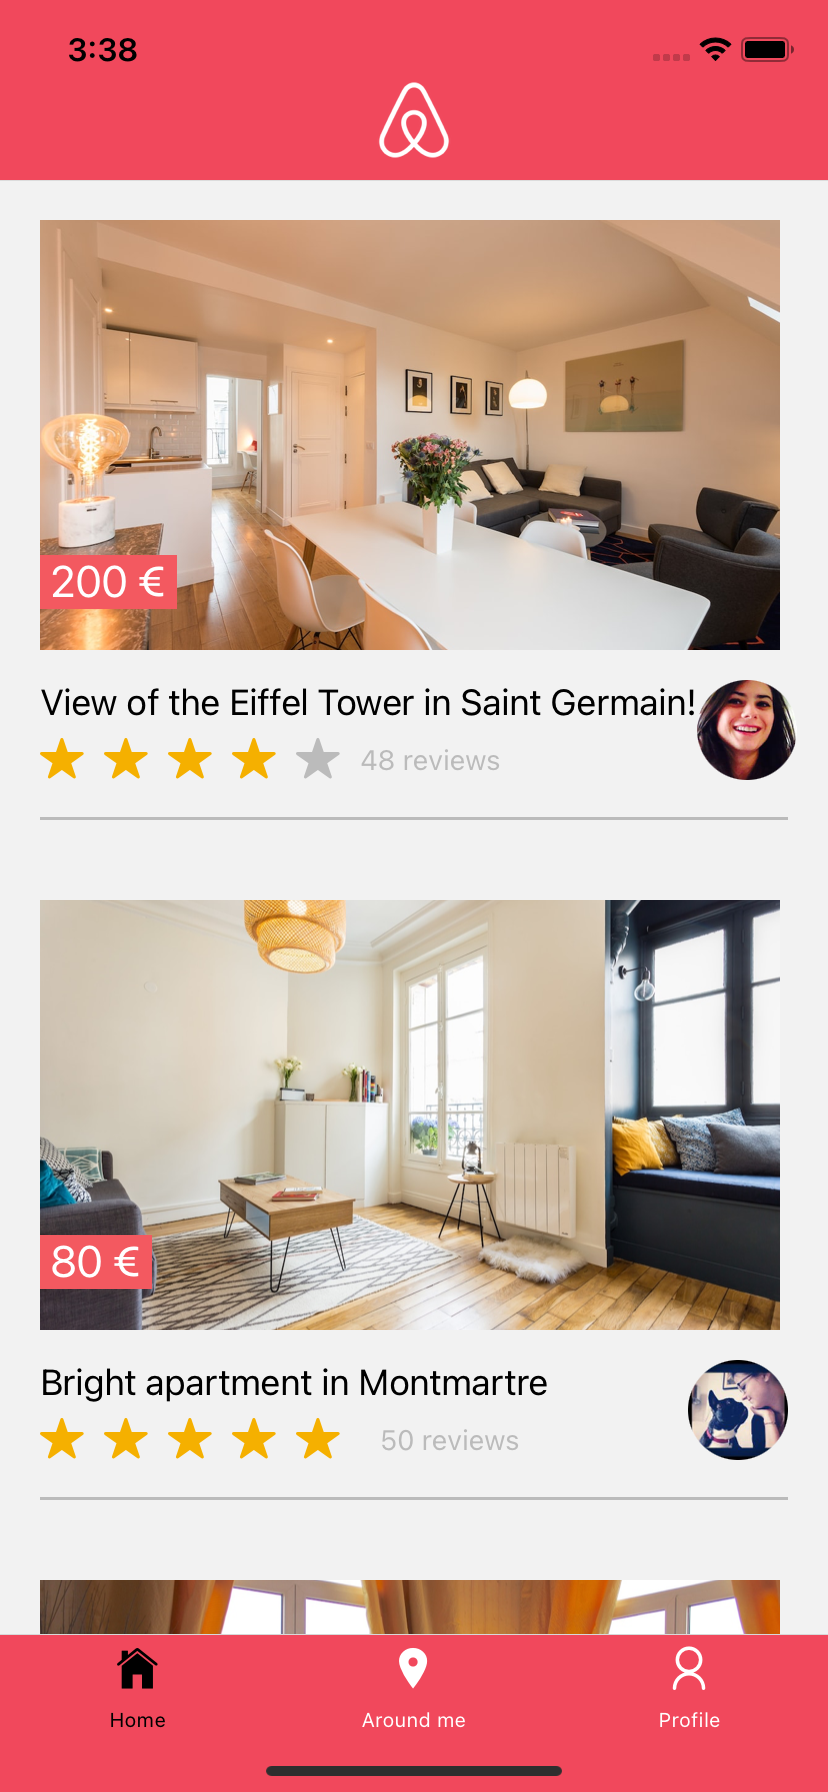 3:38
200 €
View of the Eiffel Tower in Saint Germain!
48 reviews
80 €
Bright apartment in Montmartre
50 reviews
Home
Around me
Profile